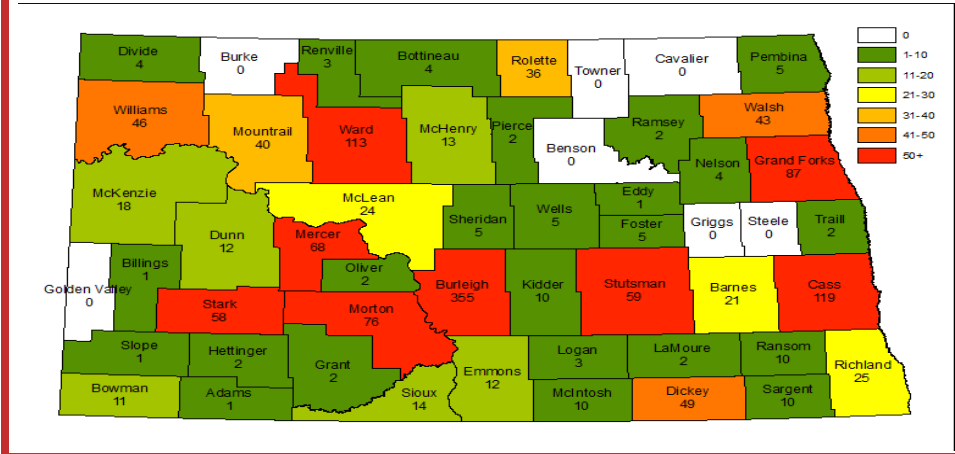 Divide
4
Burke
0
Renville
3
Bottineau
4
Rolette
36
Towner
0
Cavalier
0
Pembina
5
Williams
46
Mountrail
40
Ward
113
McHenry
13
Pierce
2
Benson
0
Ramsey
2
Walsh
43
Nelson
4
Grand Forks
87
McKenzie
18
Dunn
12
McLean
24
Mercer
68
Oliver
2
Sheridan
5
Wells
5
Eddy
1
Foster
5
Griggs
0
Steele
0
Traill
2
Golden Valley
0
Billings
1
Stark
58
Morton
76
Burleigh
355
Kidder
10
Stutsman
59
Barnes
21
Cass
119
Slope
1
Hettinger
2
Grant
2
Bowman
11
Adams
1
Sioux
14
Emmons
12
Logan
3
McIntosh
10
LaMoure
2
Dickey
49
Ransom
10
Sargent
10
Richland
25
0
1-10
11-20
21-30
31-40
41-50
50+